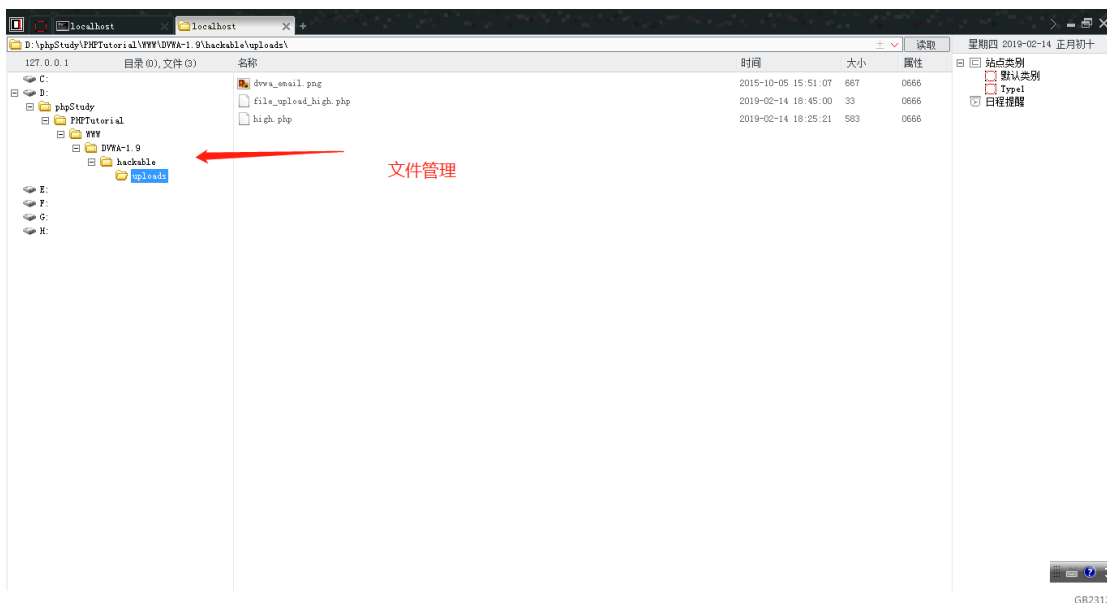 localhost localhost
D:\phpStudy\PHPTutorial\WWW\DVWA-1.9\hackable\uploads\ 读取 星期四 2019-02-14 正月初十
127.0.0.1 目录(0),文件(3) 名称 时间 大小 属性 站点类别
C: dvwa_email.png 2015-10-05 15:51:07 667 0666 默认类别
D: Type1
phpStudy file_upload_high.php 2019-02-14 18:45:00 33 0666 日程提醒
PHPTutorial high.php 2019-02-14 18:25:21 583 0666
WWW
DVWA-1.9
hackable
uploads
文件管理
E:
F:
G:
H:
GB2312